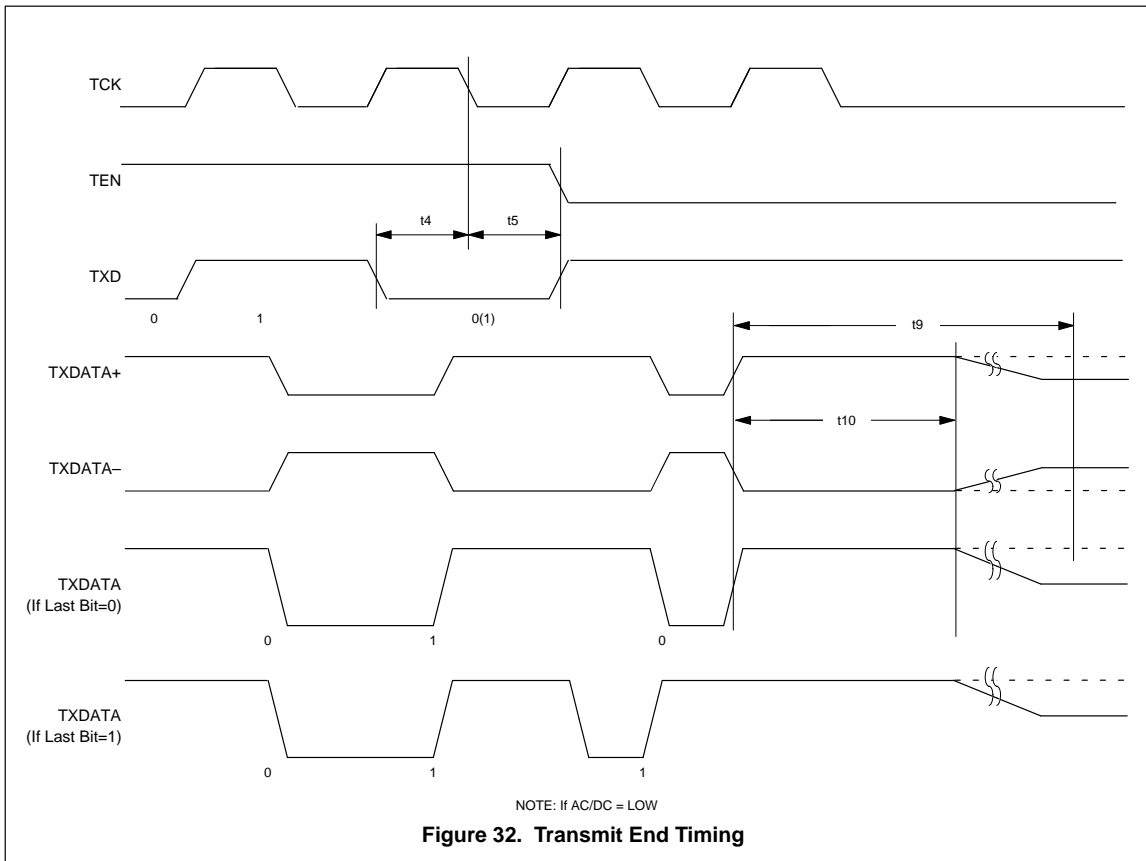 TCK
TEN
t4 t5
TXD
0 1 0(1)
t9
TXDATA+
t10
TXDATA–
TXDATA
(If Last Bit=0)
0 1 0
TXDATA
(If Last Bit=1)
0 1 1
NOTE: If AC/DC = LOW
Figure 32. Transmit End Timing